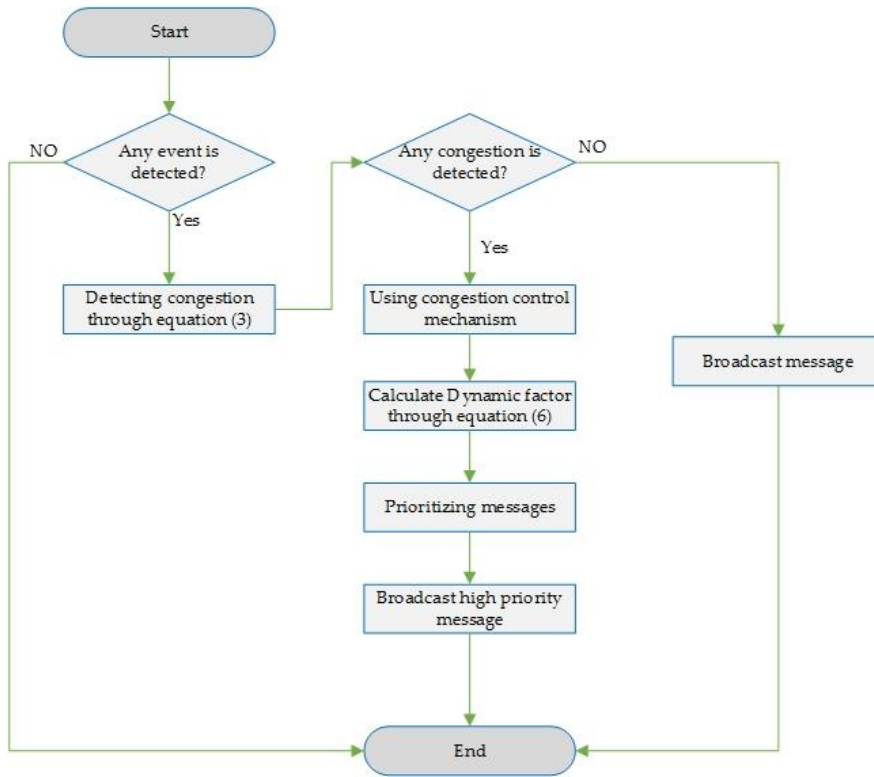 Start
NO
Any event is
detected?
Yes
Detecting congestion
through equation (3)
Any congestion is
detected?
NO
Yes
Using congestion control
mechanism
Calculate Dynamic factor
through equation (6)
Prioritizing messages
Broadcast high priority
message
Broadcast message
End